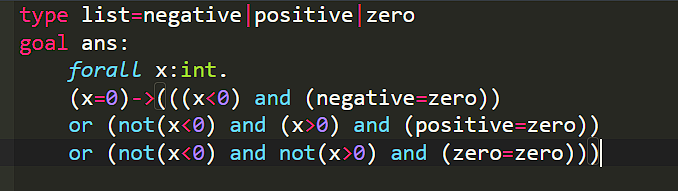 type list=negative|positive|zero
goal ans:
forall x:int.
(x=0)->(((x<0) and (negative=zero))
or (not(x<0) and (x>0) and (positive=zero))
or (not(x<0) and not(x>0) and (zero=zero)))